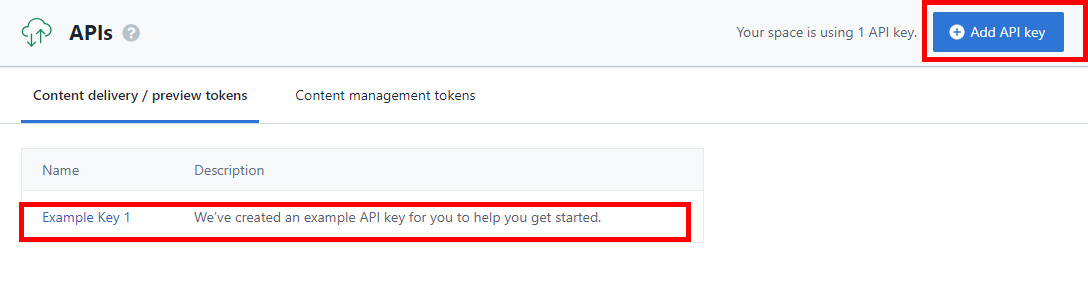 APIs ?
Your space is using 1 API key.
Add API key
Content delivery / preview tokens
Content management tokens
Name Description
Example Key 1 We've created an example API key for you to help you get started.